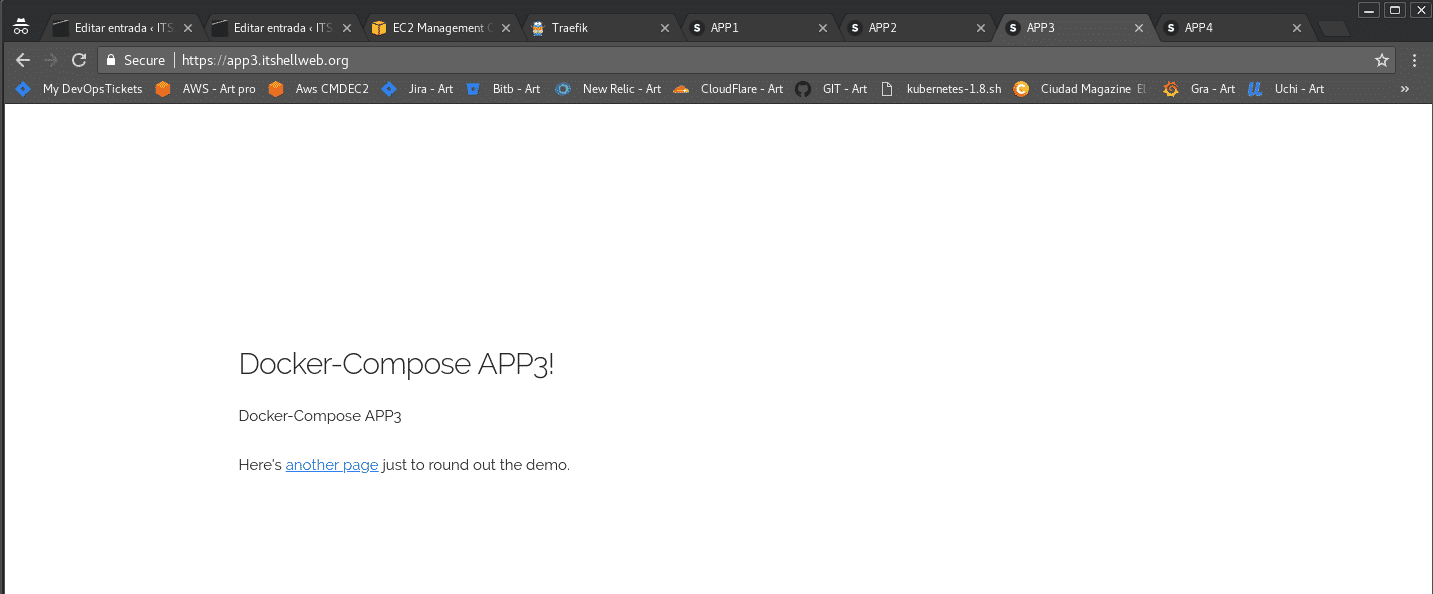 Editar entrada ‹ ITS Editar entrada ‹ ITS EC2 Management Traefik S APP1 S APP2 S APP3 S APP4
Secure https://app3.itshellweb.org
My DevOpsTickets AWS - Art pro Aws CMDEC2 Jira - Art Bitb - Art New Relic - Art CloudFlare - Art GIT - Art kubernetes-1.8.sh C Ciudad Magazine El Gra - Art Uchi - Art »
Docker-Compose APP3!
Docker-Compose APP3
Here's another page just to round out the demo.